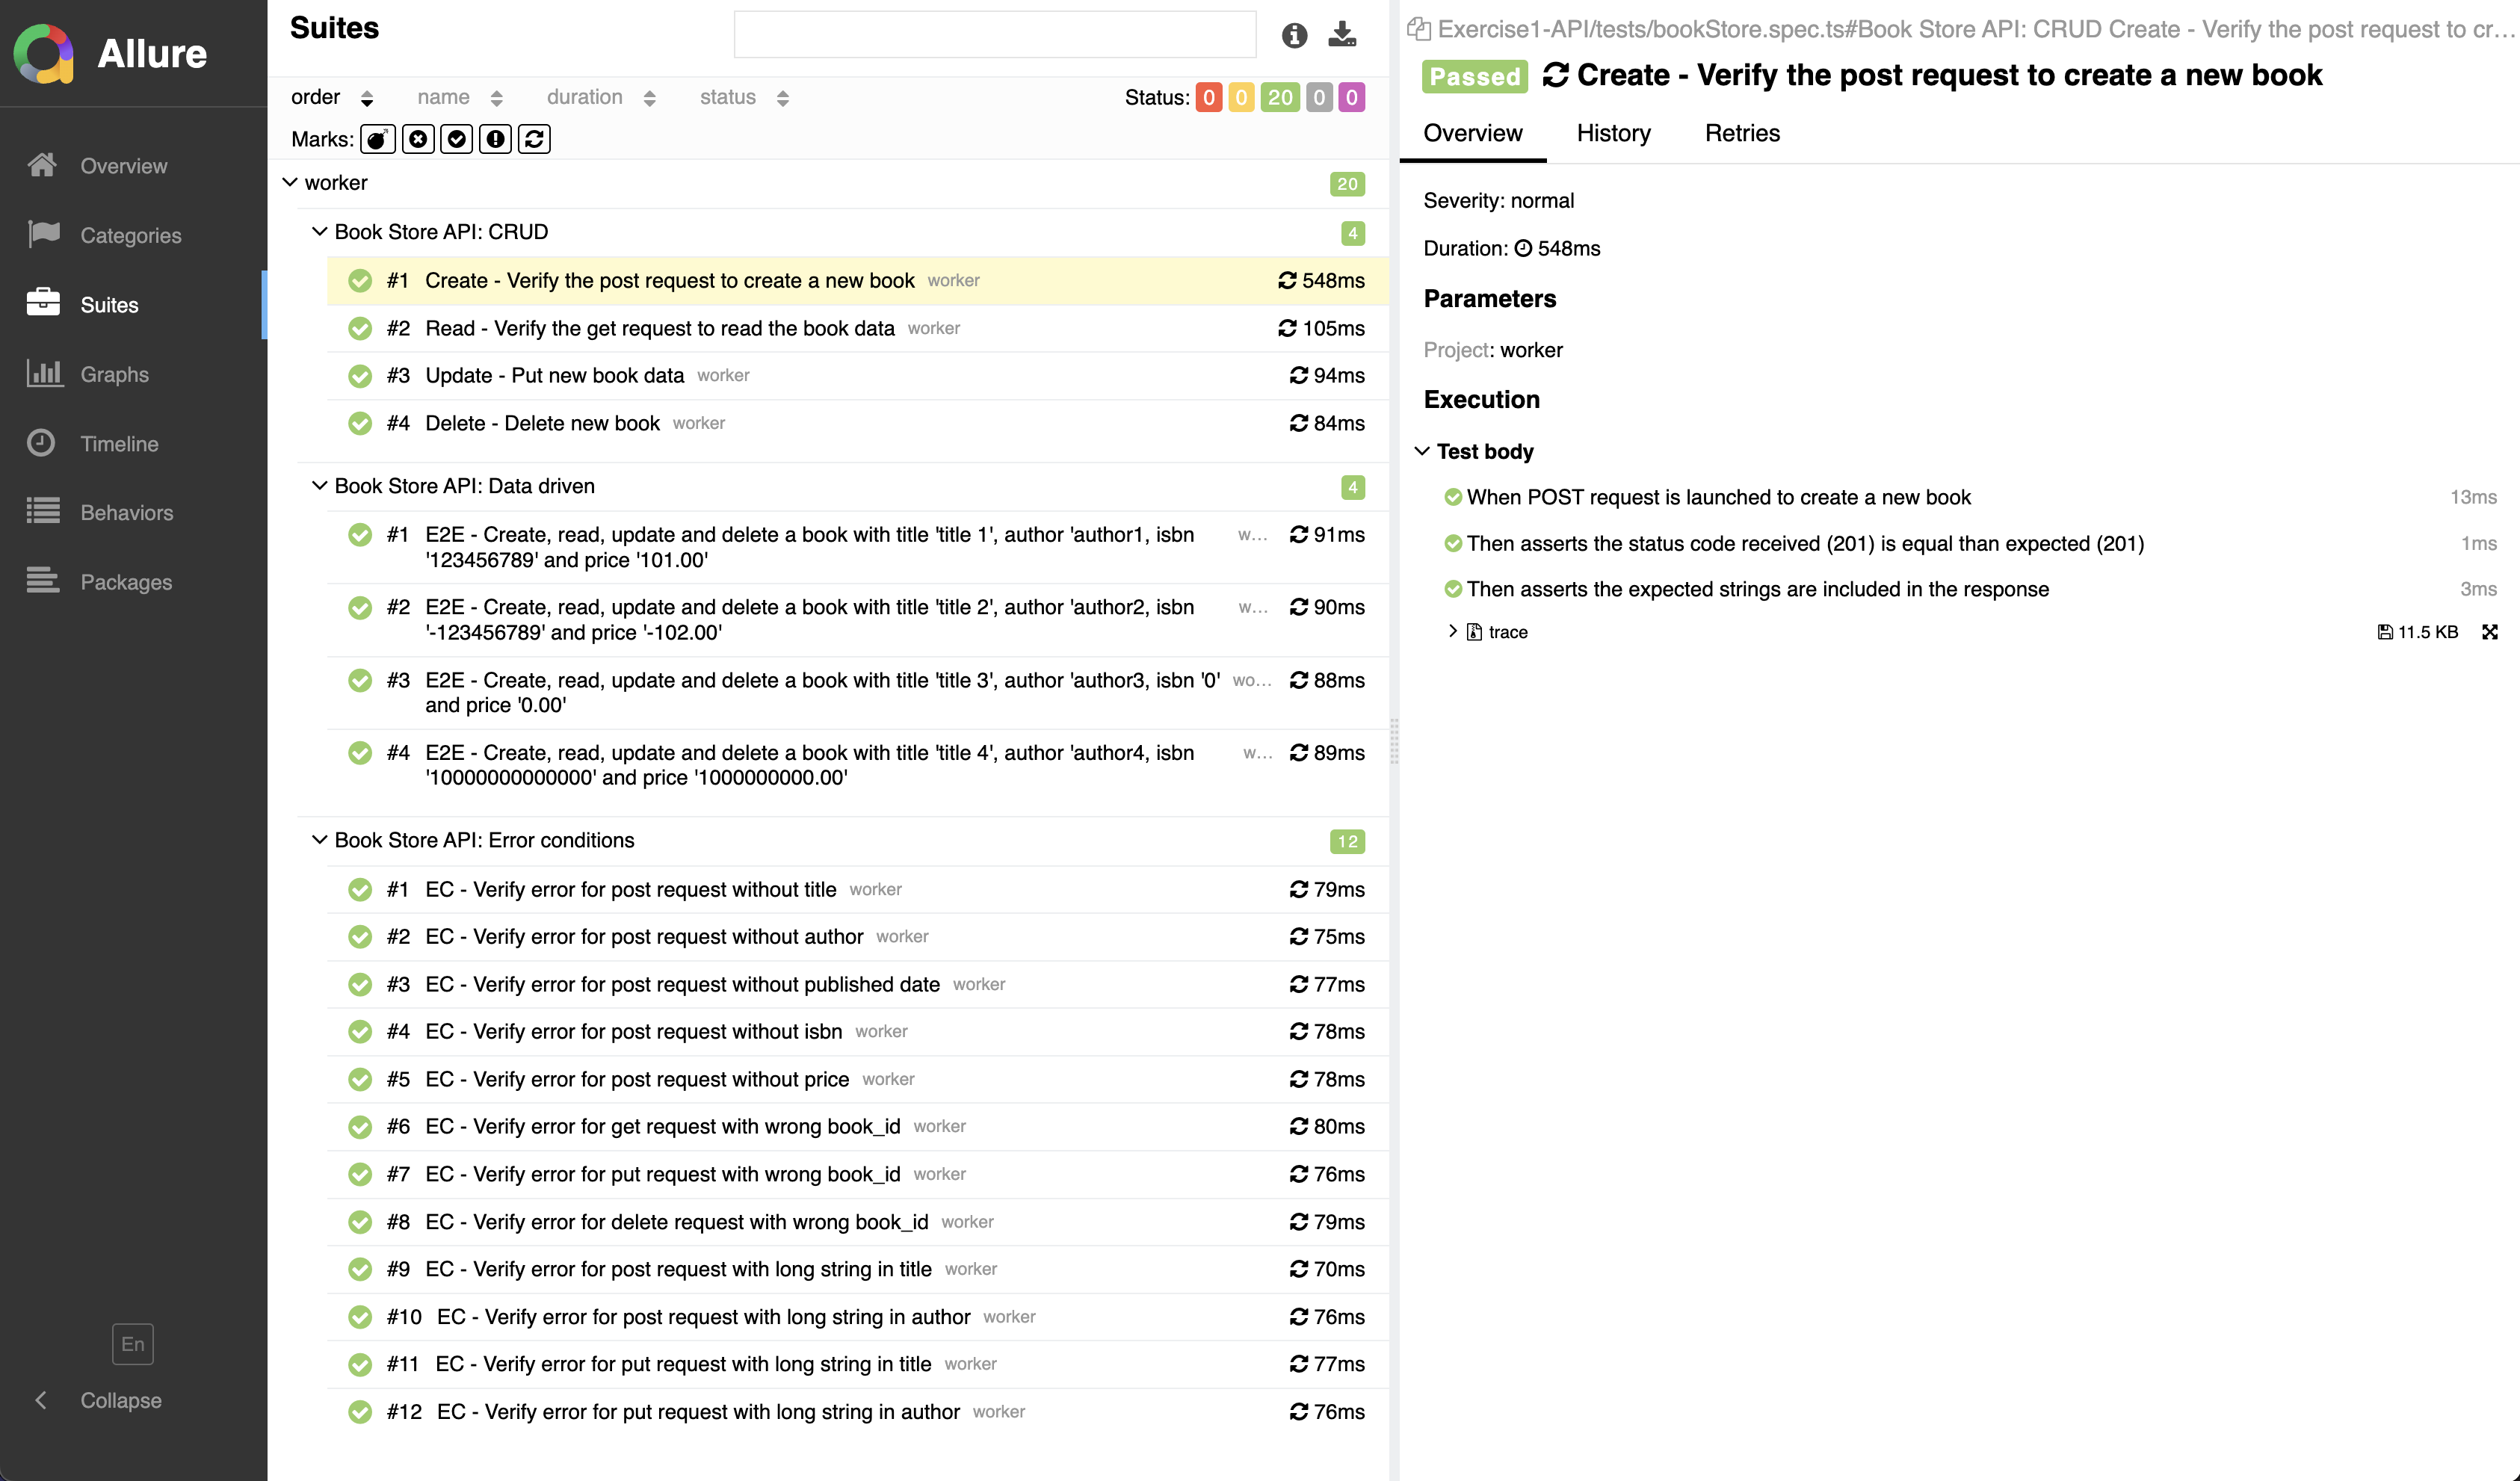 Allure
Overview
Categories
Suites
Graphs
Timeline
Behaviors
Packages
En
Collapse
Suites
order name duration status
Status: 0 0 20 0 0
Marks:
worker 20
Book Store API: CRUD 4
#1 Create - Verify the post request to create a new book worker 548ms
#2 Read - Verify the get request to read the book data worker 105ms
#3 Update - Put new book data worker 94ms
#4 Delete - Delete new book worker 84ms
Book Store API: Data driven 4
#1 E2E - Create, read, update and delete a book with title 'title 1', author 'author1, isbn w... 91ms
'123456789' and price '101.00'
#2 E2E - Create, read, update and delete a book with title 'title 2', author 'author2, isbn w... 90ms
'-123456789' and price '-102.00'
#3 E2E - Create, read, update and delete a book with title 'title 3', author 'author3, isbn '0' wo... 88ms
and price '0.00'
#4 E2E - Create, read, update and delete a book with title 'title 4', author 'author4, isbn w... 89ms
'10000000000000' and price '1000000000.00'
Book Store API: Error conditions 12
#1 EC - Verify error for post request without title worker 79ms
#2 EC - Verify error for post request without author worker 75ms
#3 EC - Verify error for post request without published date worker 77ms
#4 EC - Verify error for post request without isbn worker 78ms
#5 EC - Verify error for post request without price worker 78ms
#6 EC - Verify error for get request with wrong book_id worker 80ms
#7 EC - Verify error for put request with wrong book_id worker 76ms
#8 EC - Verify error for delete request with wrong book_id worker 79ms
#9 EC - Verify error for post request with long string in title worker 70ms
#10 EC - Verify error for post request with long string in author worker 76ms
#11 EC - Verify error for put request with long string in title worker 77ms
#12 EC - Verify error for put request with long string in author worker 76ms
Exercise1-API/tests/bookStore.spec.ts#Book Store API: CRUD Create - Verify the post request to cr...
Passed Create - Verify the post request to create a new book
Overview History Retries
Severity: normal
Duration: 548ms
Parameters
Project: worker
Execution
Test body
When POST request is launched to create a new book 13ms
Then asserts the status code received (201) is equal than expected (201) 1ms
Then asserts the expected strings are included in the response 3ms
trace 11.5 KB